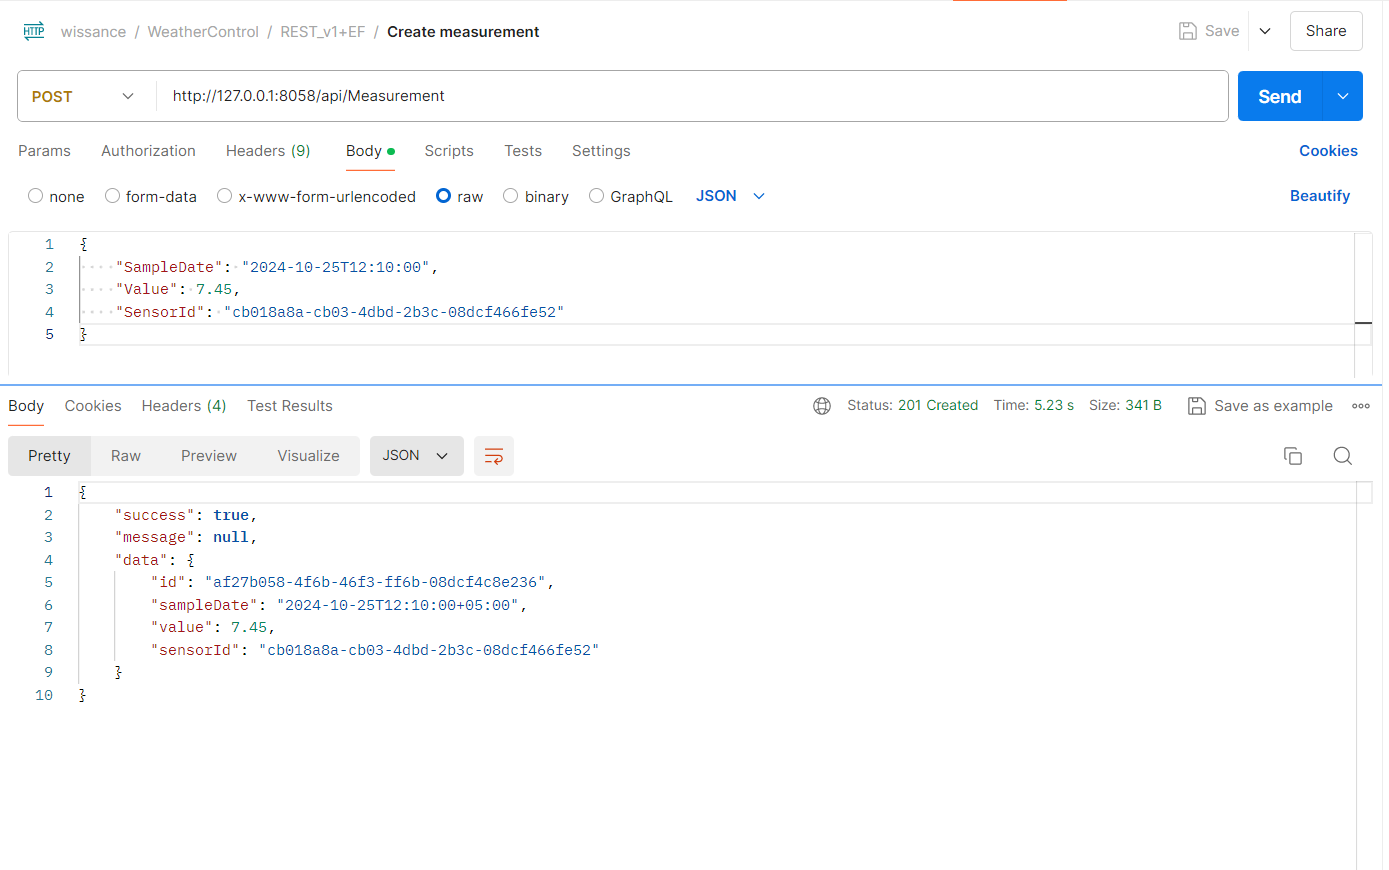 HTTP wissance / WeatherControl / REST_v1+EF / Create measurement Save Share
POST http://127.0.0.1:8058/api/Measurement Send
Params Authorization Headers (9) Body Scripts Tests Settings Cookies
none form-data x-www-form-urlencoded raw binary GraphQL JSON Beautify
1 {
2 "SampleDate": "2024-10-25T12:10:00",
3 "Value": 7.45,
4 "SensorId": "cb018a8a-cb03-4dbd-2b3c-08dcf466fe52"
5 }
Body Cookies Headers (4) Test Results Status: 201 Created Time: 5.23 s Size: 341 B Save as example
Pretty Raw Preview Visualize JSON
1 {
2 "success": true,
3 "message": null,
4 "data": {
5 "id": "af27b058-4f6b-46f3-ff6b-08dcf4c8e236",
6 "sampleDate": "2024-10-25T12:10:00+05:00",
7 "value": 7.45,
8 "sensorId": "cb018a8a-cb03-4dbd-2b3c-08dcf466fe52"
9 }
10 }